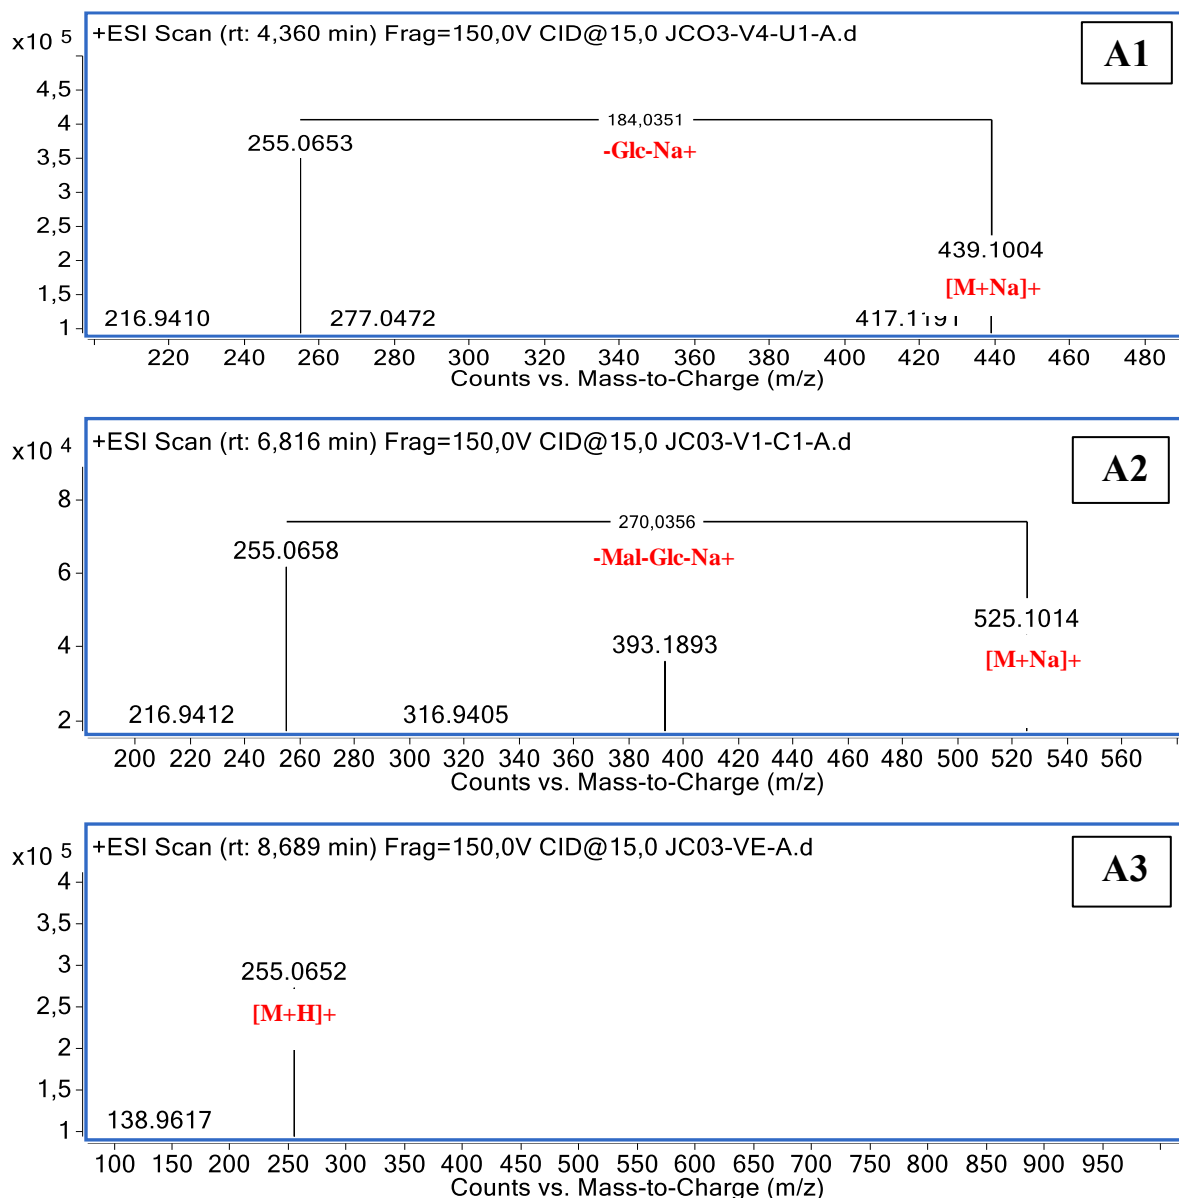 +ESI Scan (rt: 4,360 min) Frag=150,0V CID@15,0 JCO3-V4-U1-A.d
A1
x10 5
4,5
4
3,5
3
2,5
2
1,5
1
184,0351
-Glc-Na+
255.0653
439.1004
[M+Na]+
216.9410
277.0472
417.1191
220 240 260 280 300 320 340 360 380 400 420 440 460 480
Counts vs. Mass-to-Charge (m/z)
+ESI Scan (rt: 6,816 min) Frag=150,0V CID@15,0 JC03-V1-C1-A.d
A2
x10 4
8
6
4
2
270,0356
-Mal-Glc-Na+
255.0658
525.1014
393.1893
[M+Na]+
216.9412
316.9405
200 220 240 260 280 300 320 340 360 380 400 420 440 460 480 500 520 540 560
Counts vs. Mass-to-Charge (m/z)
+ESI Scan (rt: 8,689 min) Frag=150,0V CID@15,0 JC03-VE-A.d
A3
x10 5
4
3,5
3
2,5
2
1,5
1
255.0652
[M+H]+
138.9617
100 150 200 250 300 350 400 450 500 550 600 650 700 750 800 850 900 950
Counts vs. Mass-to-Charge (m/z)